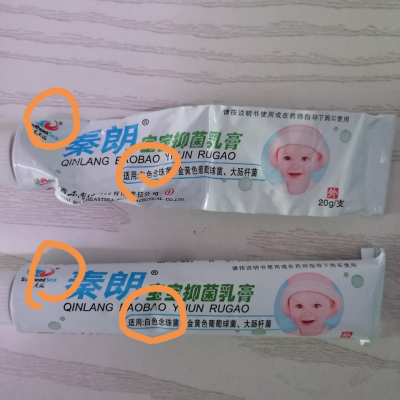 秦朗®宝宝抑菌乳膏
QINLANG BAOBAO YIJUN RUGAO
适用:白色念珠菌、金黄色葡萄球菌、大肠杆菌
请按说明书使用或在药师指导下购买使用
外
20g/支
秦朗®宝宝抑菌乳膏
QINLANG BAOBAO YIJUN RUGAO
适用:白色念珠菌、金黄色葡萄球菌、大肠杆菌
请按说明书使用或在药师指导下购买使用
外